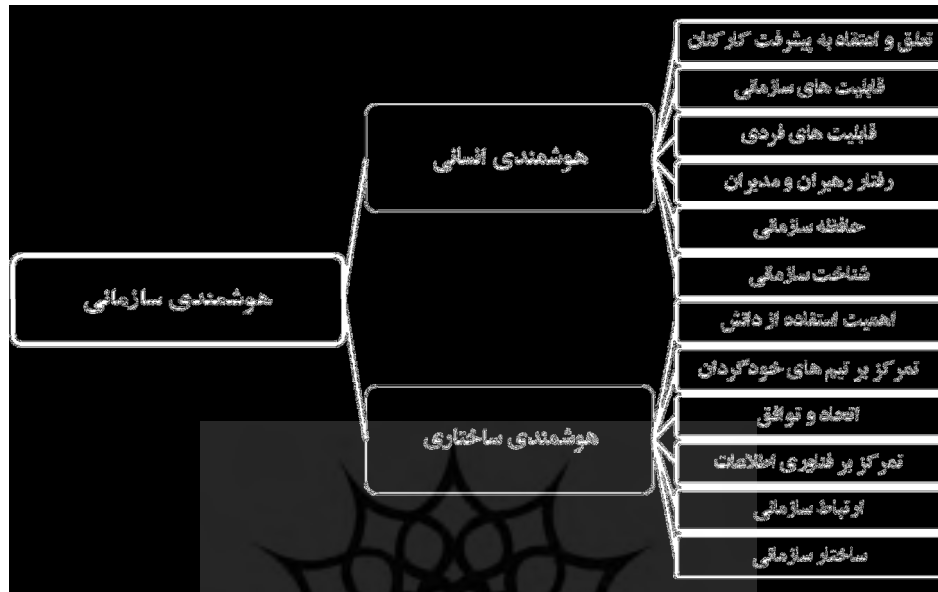 تعلق و اعتقاد به پیشرفت کارکنان
قابلیت های سازمانی
قابلیت های فردی
رفتار رهبران و مدیران
حافظه سازمانی
شناخت سازمانی
هوشمندی انسانی
هوشمندی سازمانی
اهمیت استفاده از دانش
تمرکز بر تیم های خودگردان
اتحاد و توافق
تمرکز بر فناوری اطلاعات
ارتباط سازمانی
ساختار سازمانی
هوشمندی ساختاری